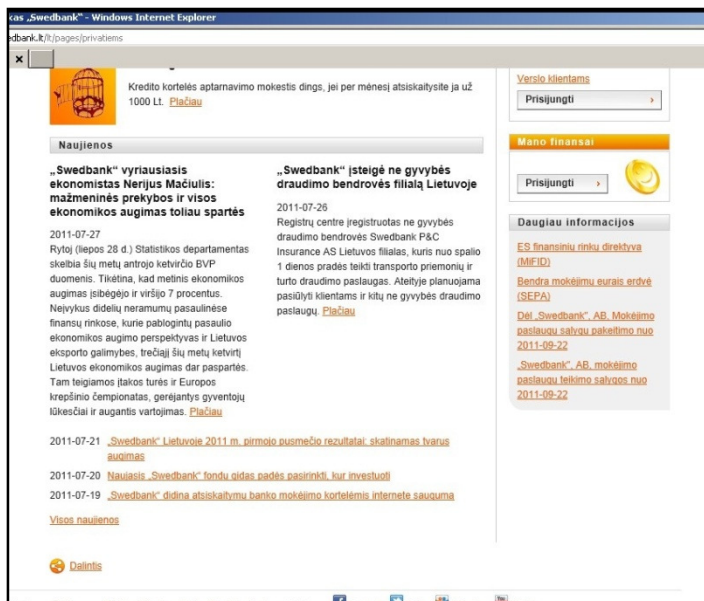 kas „Swedbank“ - Windows Internet Explorer
edbank.lt/lt/pages/privatiems
Kredito kortelės aptarnavimo mokestis dings, jei per mėnesį atsiskaitysite ja už
1000 Lt. Plačiau
Verslo klientams
Prisijungti
Naujienos
„Swedbank“ vyriausiasis
ekonomistas Nerijus Mačiulis:
mažmeninės prekybos ir visos
ekonomikos augimas toliau spartės
2011-07-27
Rytoj (liepos 28 d.) Statistikos departamentas
skelbia šių metų antrojo ketvirčio BVP
duomenis. Tikėtina, kad metinis ekonomikos
augimas įsibėgėjo ir viršijo 7 procentus.
Neįvykus didelių neramumų pasaulinėse
finansų rinkose, kurie pablogintų pasaulio
ekonomikos augimo perspektyvas ir Lietuvos
eksporto galimybes, trečiąjį šių metų ketvirtį
Lietuvos ekonomikos augimas dar paspartės.
Tam teigiamos įtakos turės ir Europos
krepšinio čempionatas, gerėjantys gyventojų
lūkesčiai ir augantis vartojimas. Plačiau
„Swedbank“ įsteigė ne gyvybės
draudimo bendrovės filialą Lietuvoje
2011-07-26
Registrų centre įregistruotas ne gyvybės
draudimo bendrovės Swedbank P&C
Insurance AS Lietuvos filialas, kuris nuo spalio
1 dienos pradės teikti transporto priemonių ir
turto draudimo paslaugas. Ateityje planuojama
pasiūlyti klientams ir kitų ne gyvybės draudimo
paslaugų. Plačiau
Mano finansai
Prisijungti
Daugiau informacijos
ES finansinių rinkų direktyva
(MiFID)
Bendra mokėjimų eurais erdvė
(SEPA)
Dėl „Swedbank“, AB, Mokėjimo
paslaugų sąlygų pakeitimo nuo
2011-09-22
„Swedbank“, AB, mokėjimo
paslaugų teikimo sąlygos nuo
2011-09-22
2011-07-21 „Swedbank“ Lietuvoje 2011 m. pirmojo pusmečio rezultatai: skatinamas tvarus
augimas
2011-07-20 Naujasis „Swedbank“ fondų gidas padės pasirinkti, kur investuoti
2011-07-19 „Swedbank“ didina atsiskaitymų banko mokėjimo kortelėmis internete saugumą
Visos naujienos
Dalintis